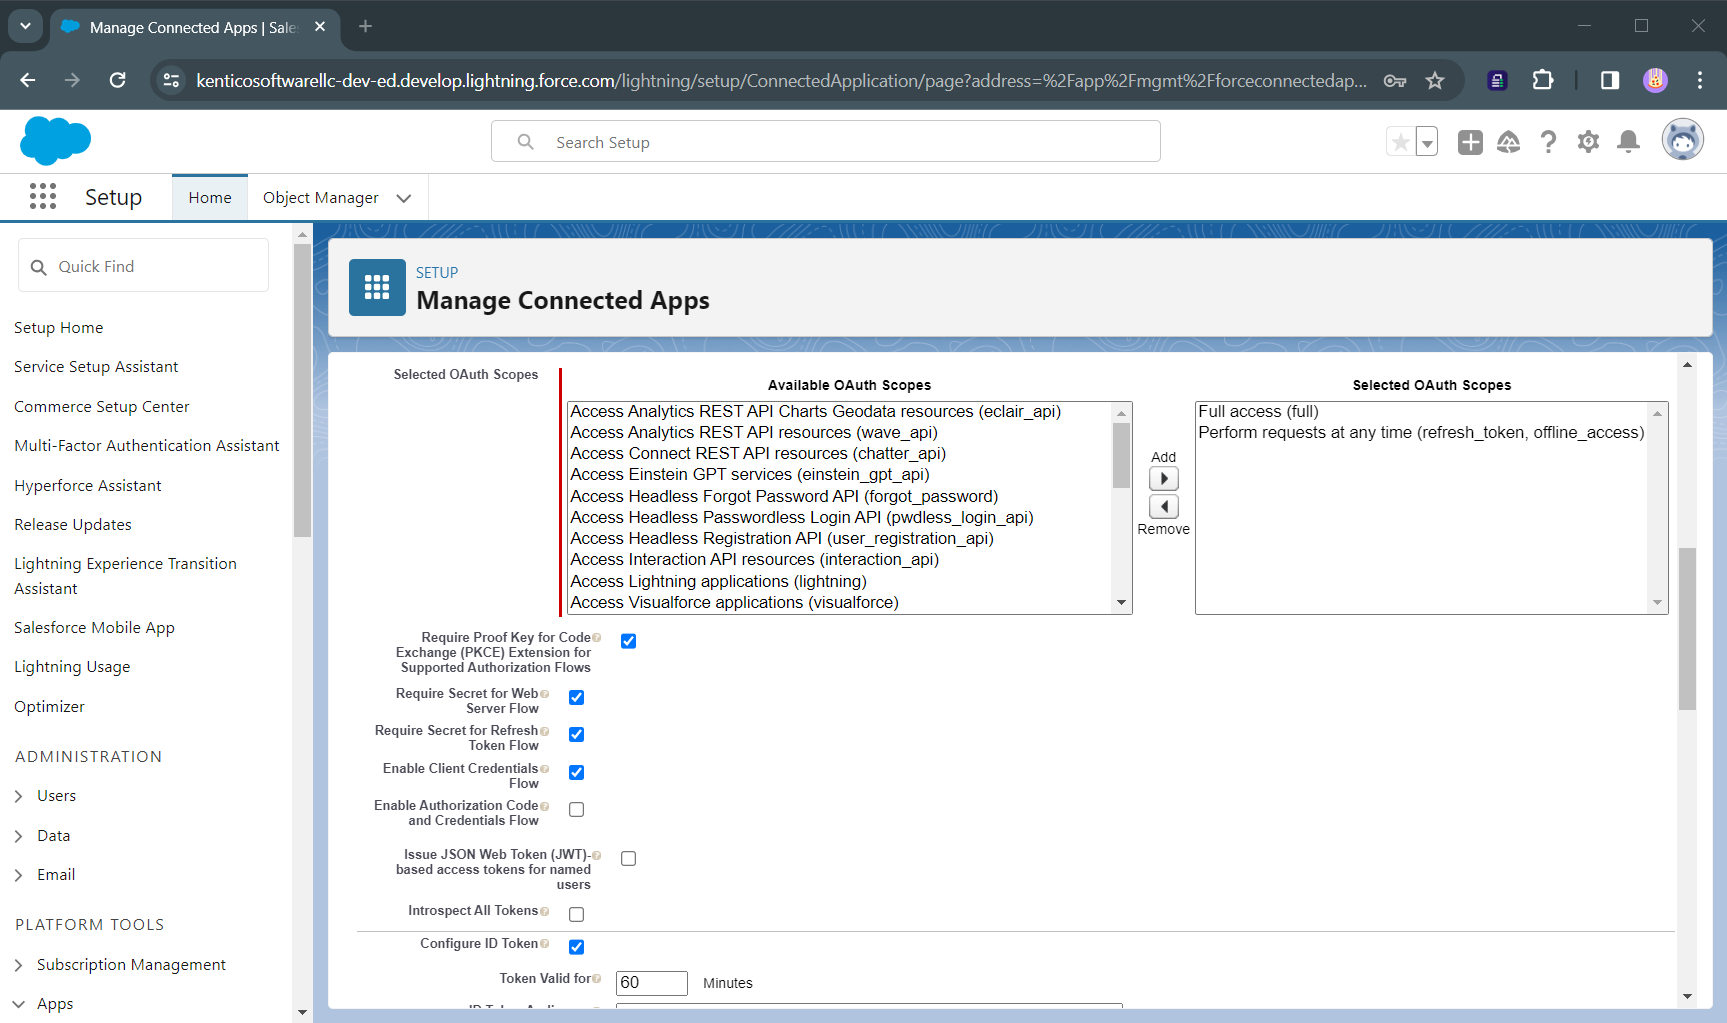 Manage Connected Apps | Sale
kenticosoftwarellc-dev-ed.develop.lightning.force.com/lightning/setup/ConnectedApplication/page?address=%2Fapp%2Fmgmt%2Fforceconnectedap...
Search Setup
Setup
Home
Object Manager
Quick Find
Setup Home
Service Setup Assistant
Commerce Setup Center
Multi-Factor Authentication Assistant
Hyperforce Assistant
Release Updates
Lightning Experience Transition
Assistant
Salesforce Mobile App
Lightning Usage
Optimizer
ADMINISTRATION
Users
Data
Email
PLATFORM TOOLS
Subscription Management
Apps
SETUP
Manage Connected Apps
Selected OAuth Scopes
Available OAuth Scopes
Access Analytics REST API Charts Geodata resources (eclair_api)
Access Analytics REST API resources (wave_api)
Access Connect REST API resources (chatter_api)
Access Einstein GPT services (einstein_gpt_api)
Access Headless Forgot Password API (forgot_password)
Access Headless Passwordless Login API (pwdless_login_api)
Access Headless Registration API (user_registration_api)
Access Interaction API resources (interaction_api)
Access Lightning applications (lightning)
Access Visualforce applications (visualforce)
Add
Remove
Selected OAuth Scopes
Full access (full)
Perform requests at any time (refresh_token, offline_access)
Require Proof Key for Code
Exchange (PKCE) Extension for
Supported Authorization Flows
Require Secret for Web
Server Flow
Require Secret for Refresh
Token Flow
Enable Client Credentials
Flow
Enable Authorization Code
and Credentials Flow
Issue JSON Web Token (JWT)-
based access tokens for named
users
Introspect All Tokens
Configure ID Token
Token Valid for
60
Minutes